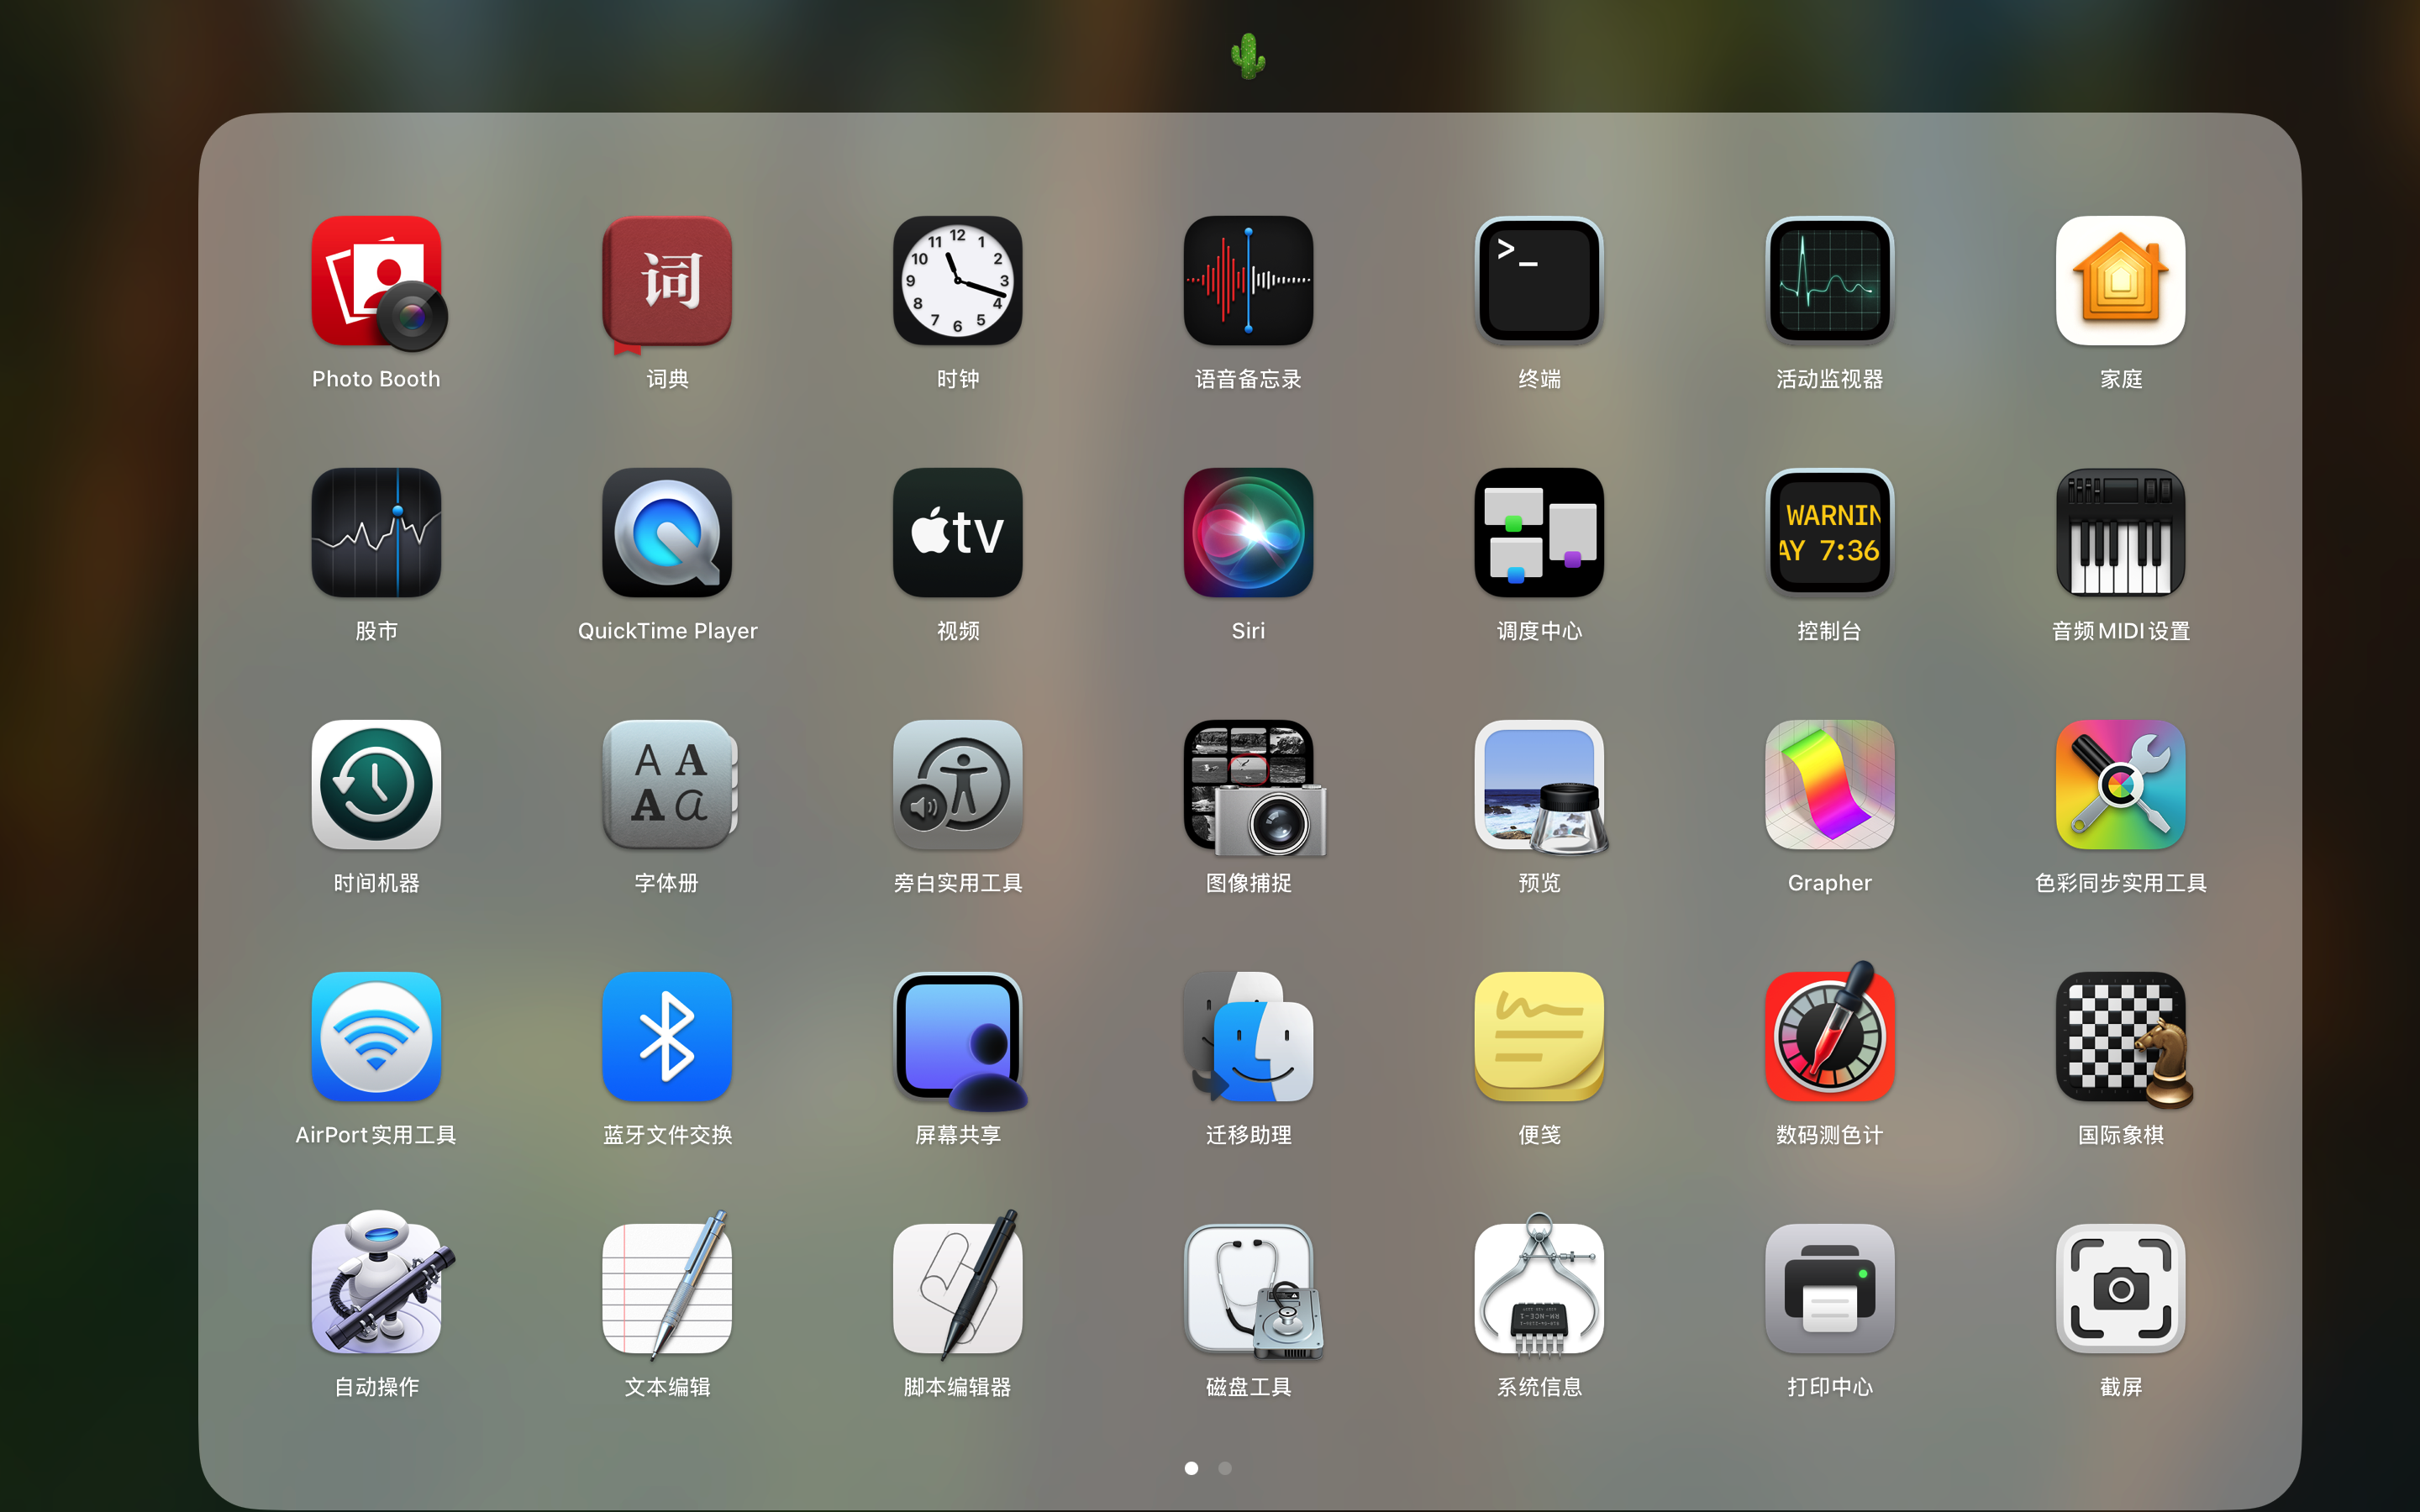 🌵
Photo Booth
词
词典
12
11
1
10
2
9
3
8
4
7
5
6
时钟
语音备忘录
>_
终端
活动监视器
家庭
股市
QuickTime Player
tv
视频
Siri
调度中心
WARNIN
AY 7:36
控制台
音频 MIDI 设置
时间机器
A A
A a
字体册
旁白实用工具
图像捕捉
预览
Grapher
色彩同步实用工具
AirPort 实用工具
蓝牙文件交换
屏幕共享
迁移助理
便笺
数码测色计
国际象棋
自动操作
文本编辑
脚本编辑器
磁盘工具
系统信息
打印中心
截屏